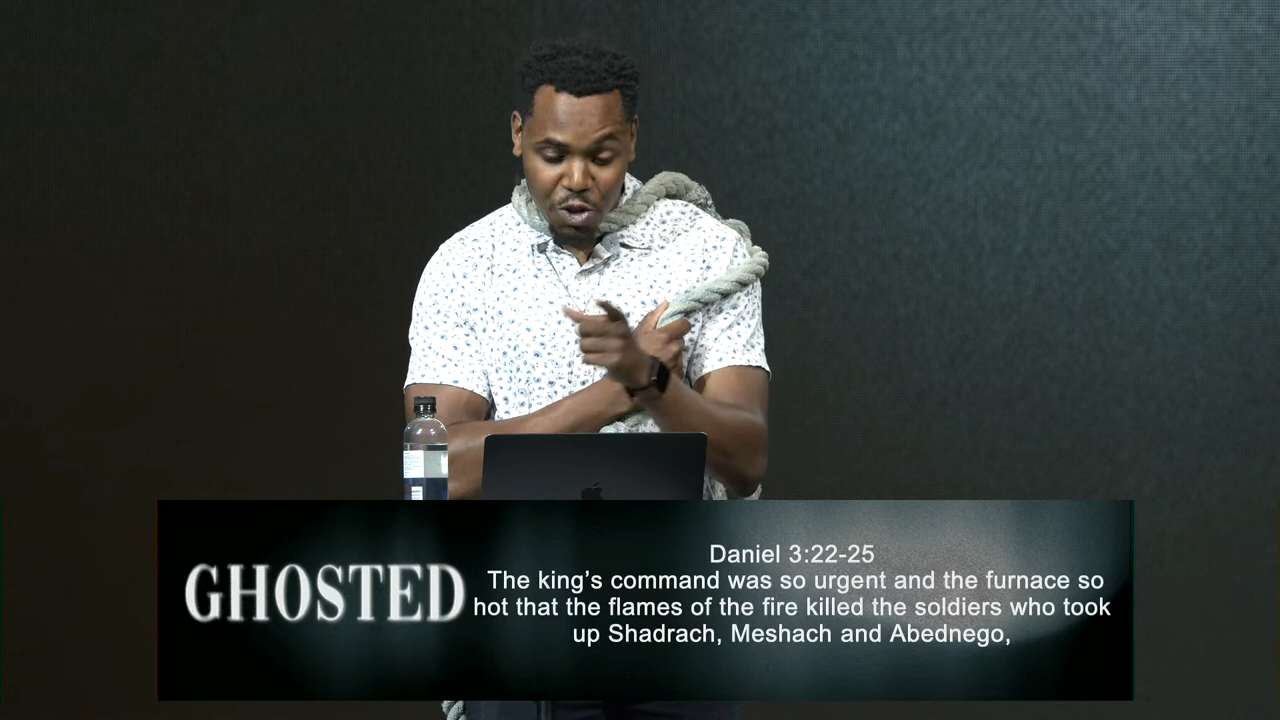 GHOSTED
Daniel 3:22-25
The king’s command was so urgent and the furnace so
hot that the flames of the fire killed the soldiers who took
up Shadrach, Meshach and Abednego,